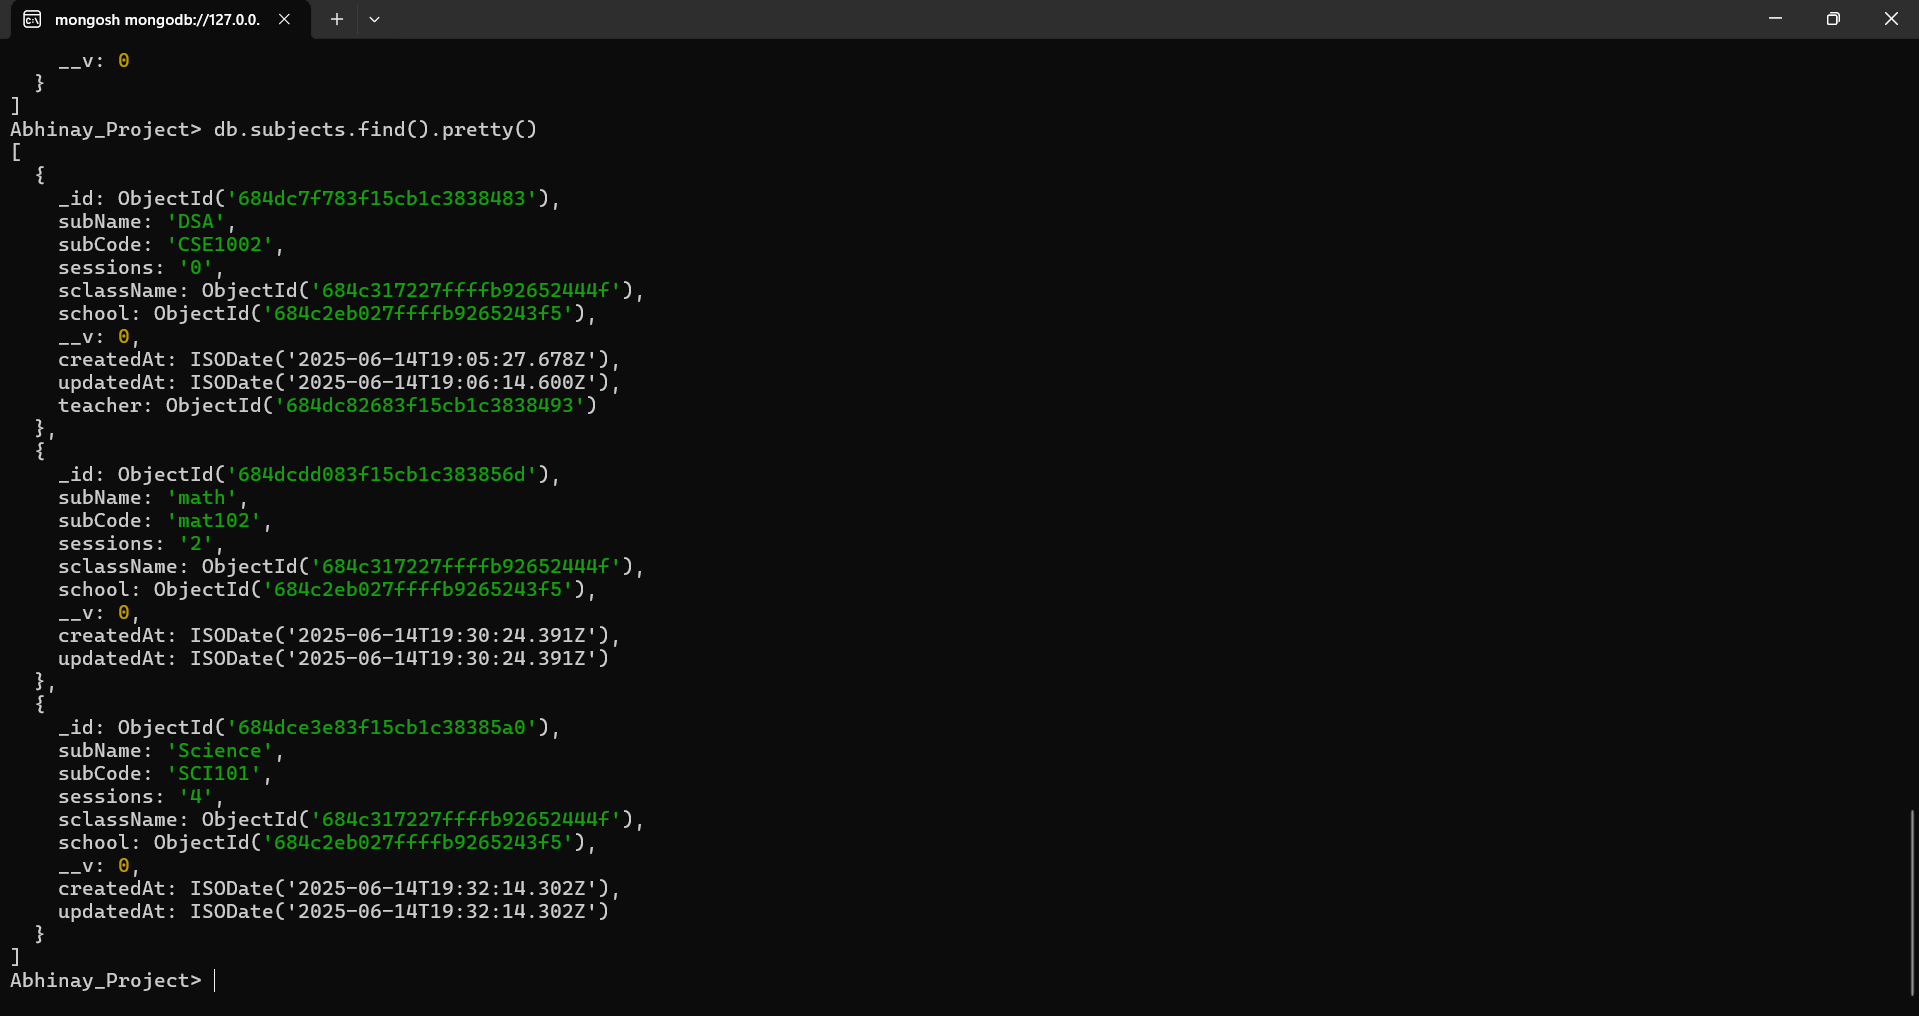 mongosh mongodb://127.0.0.
__v: 0
}
]
Abhinay_Project> db.subjects.find().pretty()
[
{
_id: ObjectId('684dc7f783f15cb1c3838483'),
subName: 'DSA',
subCode: 'CSE1002',
sessions: '0',
sclassName: ObjectId('684c317227ffffb92652444f'),
school: ObjectId('684c2eb027ffffb9265243f5'),
__v: 0,
createdAt: ISODate('2025-06-14T19:05:27.678Z'),
updatedAt: ISODate('2025-06-14T19:06:14.600Z'),
teacher: ObjectId('684dc82683f15cb1c3838493')
},
{
_id: ObjectId('684dcdd083f15cb1c383856d'),
subName: 'math',
subCode: 'mat102',
sessions: '2',
sclassName: ObjectId('684c317227ffffb92652444f'),
school: ObjectId('684c2eb027ffffb9265243f5'),
__v: 0,
createdAt: ISODate('2025-06-14T19:30:24.391Z'),
updatedAt: ISODate('2025-06-14T19:30:24.391Z')
},
{
_id: ObjectId('684dce3e83f15cb1c38385a0'),
subName: 'Science',
subCode: 'SCI101',
sessions: '4',
sclassName: ObjectId('684c317227ffffb92652444f'),
school: ObjectId('684c2eb027ffffb9265243f5'),
__v: 0,
createdAt: ISODate('2025-06-14T19:32:14.302Z'),
updatedAt: ISODate('2025-06-14T19:32:14.302Z')
}
]
Abhinay_Project>